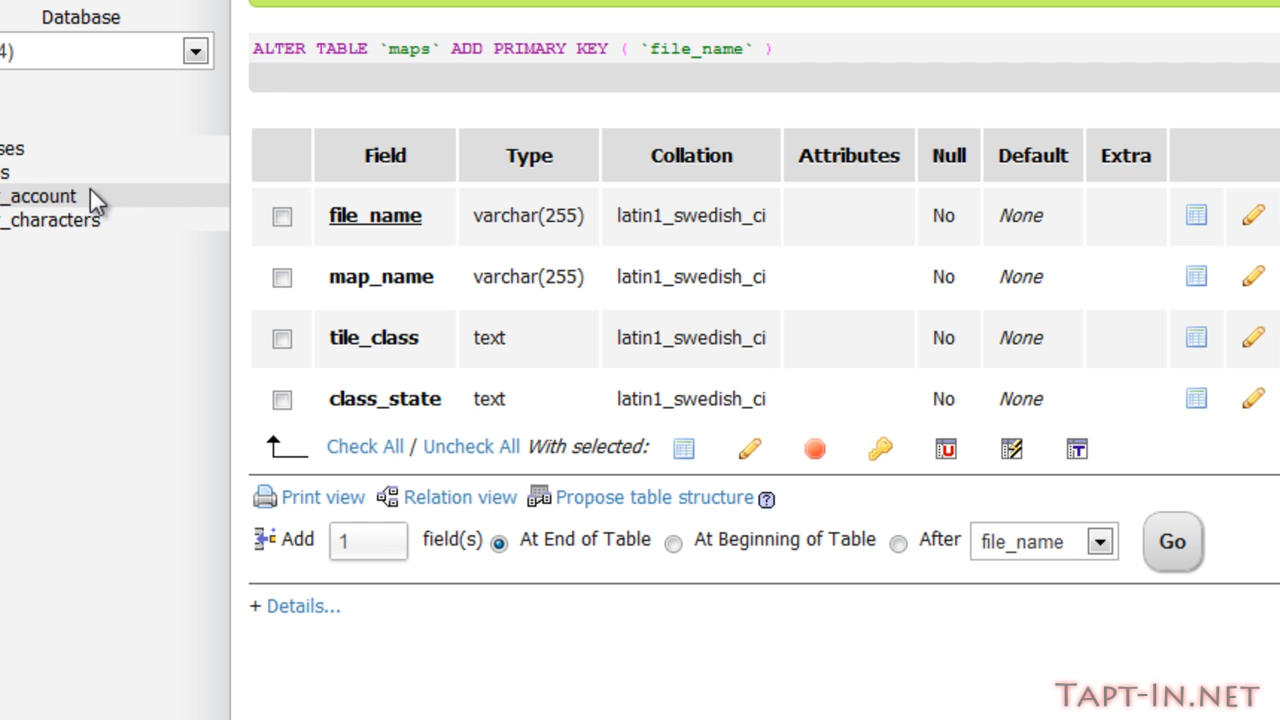 Database
4)
ses
s
_account
_characters
ALTER TABLE `maps` ADD PRIMARY KEY ( `file_name` )
Field Type Collation Attributes Null Default Extra
file_name varchar(255) latin1_swedish_ci No None
map_name varchar(255) latin1_swedish_ci No None
tile_class text latin1_swedish_ci No None
class_state text latin1_swedish_ci No None
Check All / Uncheck All With selected:
Print view Relation view Propose table structure ?
Add 1 field(s) At End of Table At Beginning of Table After file_name Go
+ Details...
Tapt-In.net